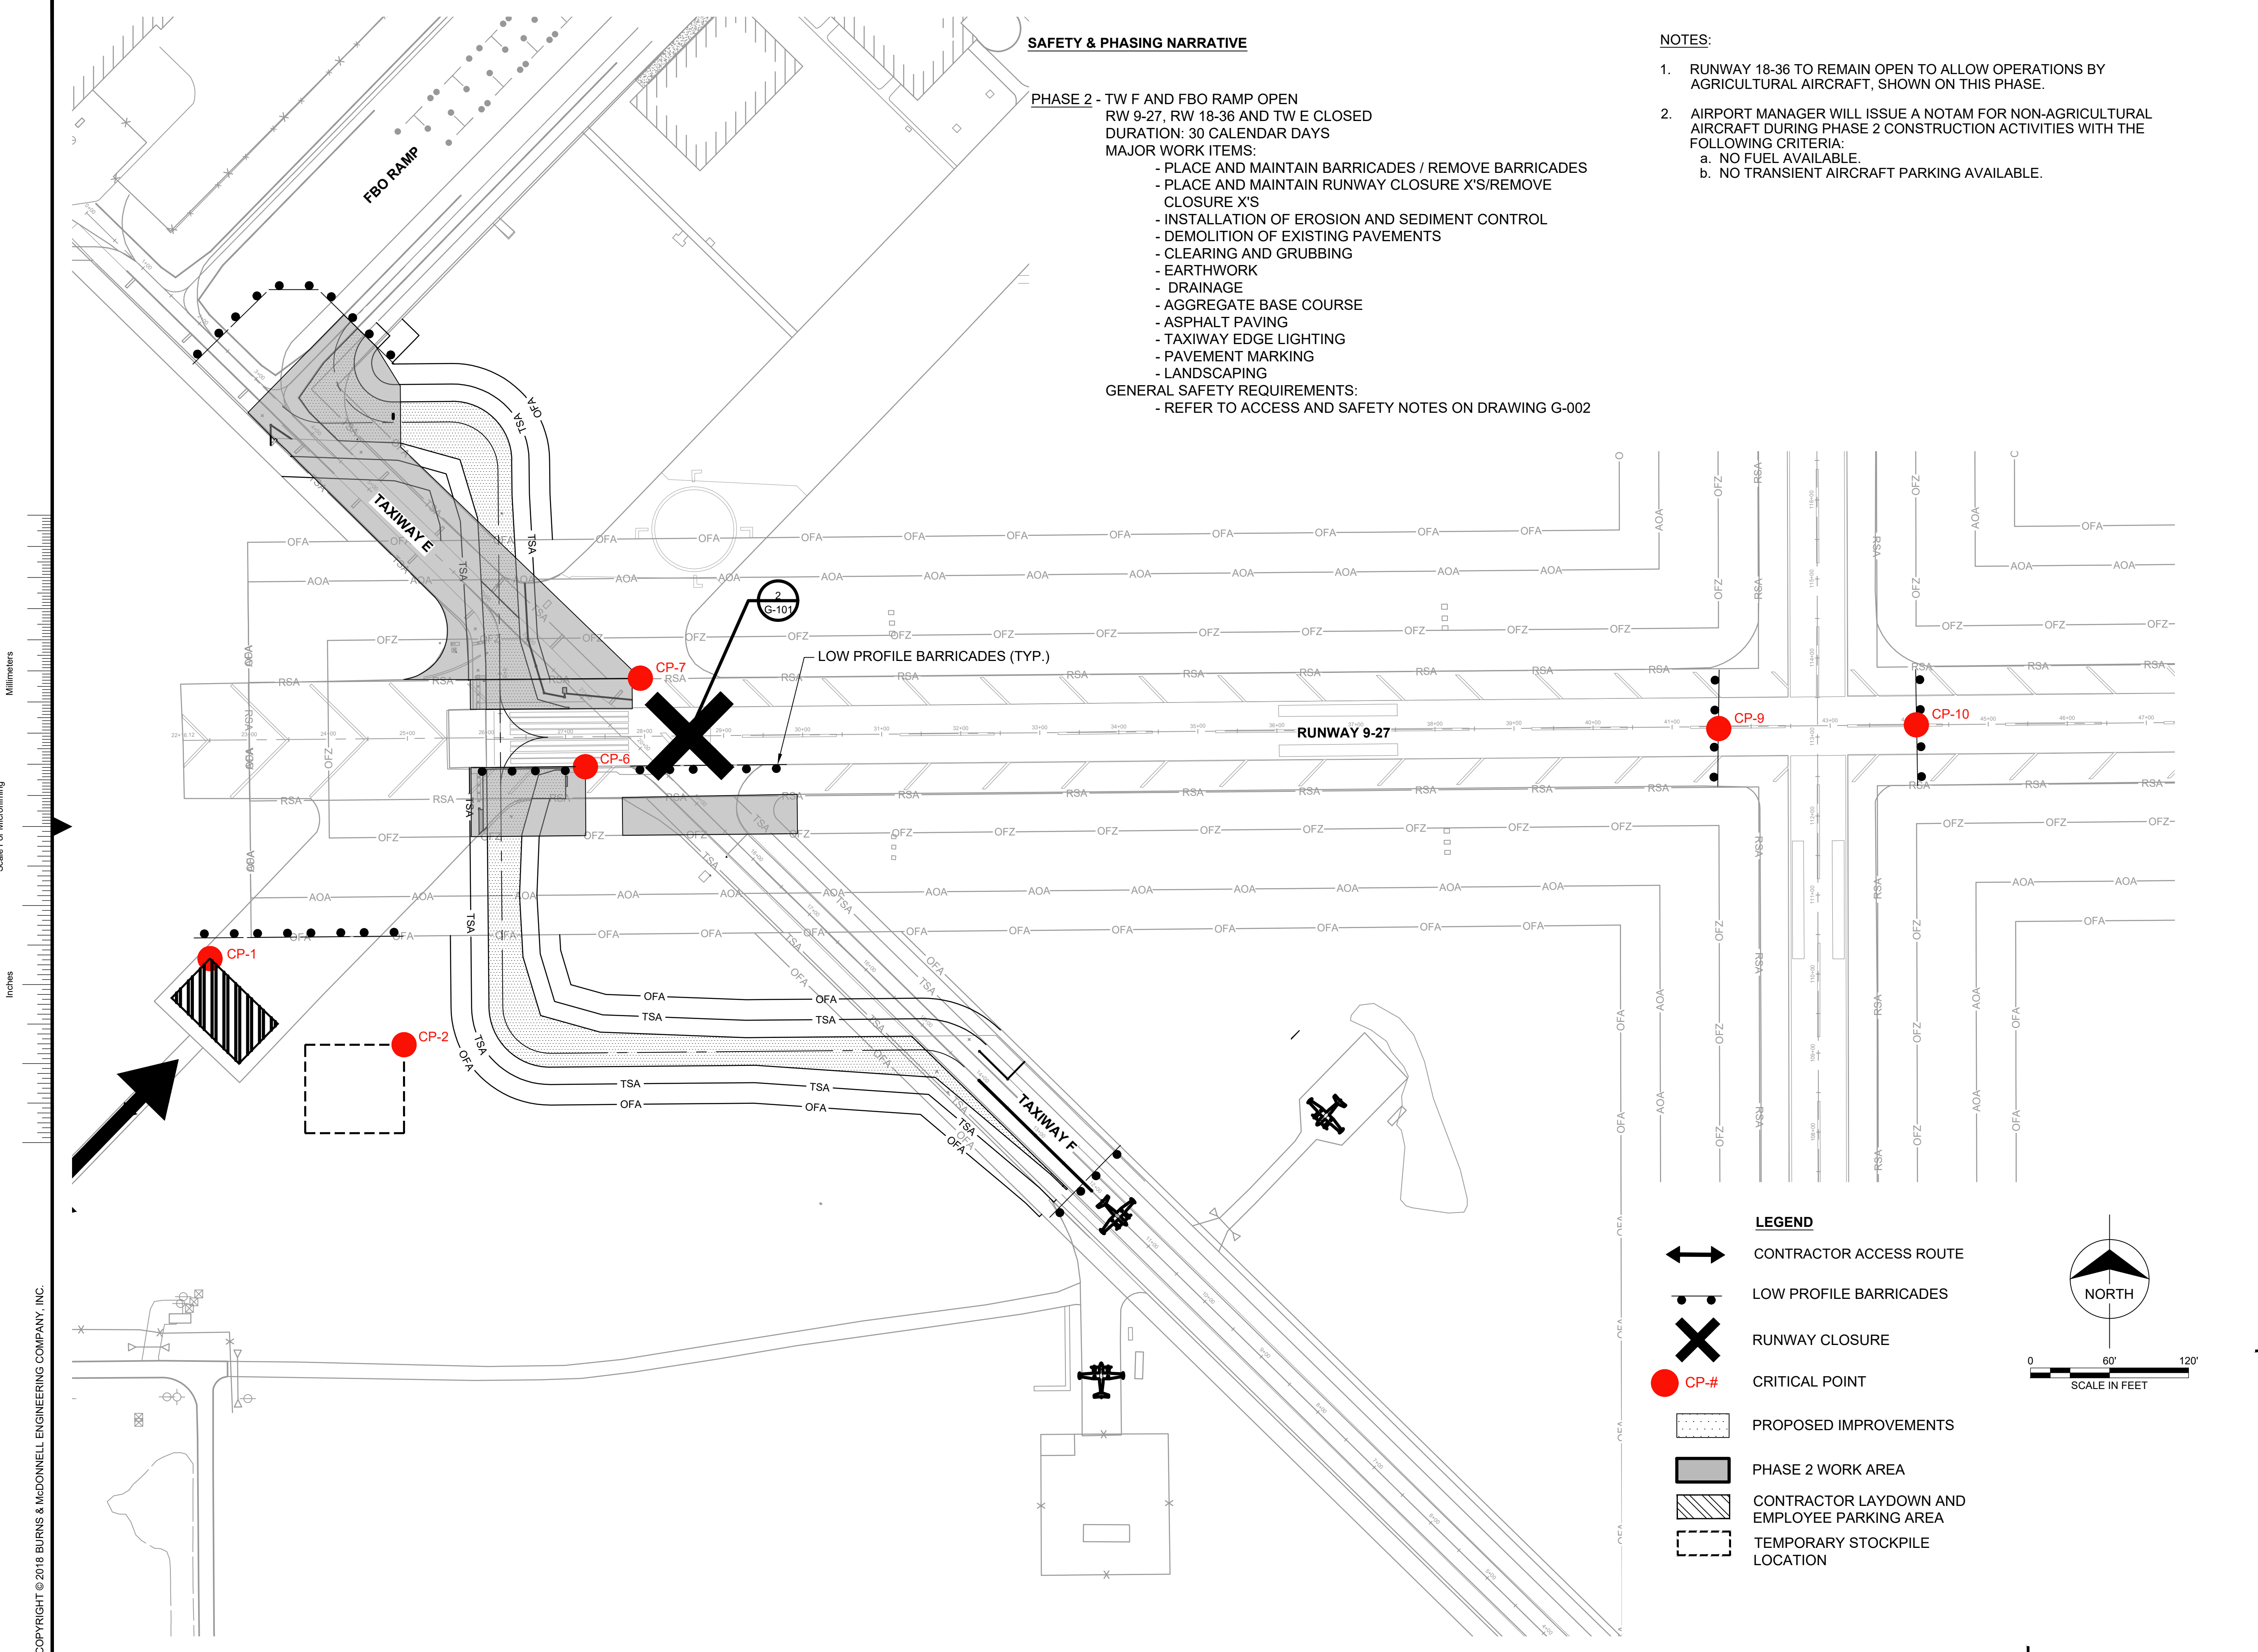 SAFETY & PHASING NARRATIVE
PHASE 2 - TW F AND FBO RAMP OPEN
RW 9-27, RW 18-36 AND TW E CLOSED
DURATION: 30 CALENDAR DAYS
MAJOR WORK ITEMS:
- PLACE AND MAINTAIN BARRICADES / REMOVE BARRICADES
- PLACE AND MAINTAIN RUNWAY CLOSURE X'S/REMOVE
CLOSURE X'S
- INSTALLATION OF EROSION AND SEDIMENT CONTROL
- DEMOLITION OF EXISTING PAVEMENTS
- CLEARING AND GRUBBING
- EARTHWORK
- DRAINAGE
- AGGREGATE BASE COURSE
- ASPHALT PAVING
- TAXIWAY EDGE LIGHTING
- PAVEMENT MARKING
- LANDSCAPING
GENERAL SAFETY REQUIREMENTS:
- REFER TO ACCESS AND SAFETY NOTES ON DRAWING G-002
NOTES:
1. RUNWAY 18-36 TO REMAIN OPEN TO ALLOW OPERATIONS BY
AGRICULTURAL AIRCRAFT, SHOWN ON THIS PHASE.
2. AIRPORT MANAGER WILL ISSUE A NOTAM FOR NON-AGRICULTURAL
AIRCRAFT DURING PHASE 2 CONSTRUCTION ACTIVITIES WITH THE
FOLLOWING CRITERIA:
a. NO FUEL AVAILABLE.
b. NO TRANSIENT AIRCRAFT PARKING AVAILABLE.
FBO RAMP
TAXIWAY E
2
G-101
LOW PROFILE BARRICADES (TYP.)
CP-7
CP-6
CP-9
CP-10
RUNWAY 9-27
CP-1
CP-2
TAXIWAY F
OFA
TSA
AOA
OFZ
RSA
LEGEND
CONTRACTOR ACCESS ROUTE
LOW PROFILE BARRICADES
RUNWAY CLOSURE
CP-# CRITICAL POINT
PROPOSED IMPROVEMENTS
PHASE 2 WORK AREA
CONTRACTOR LAYDOWN AND
EMPLOYEE PARKING AREA
TEMPORARY STOCKPILE
LOCATION
NORTH
0 60' 120'
SCALE IN FEET
Millimeters
Inches
COPYRIGHT © 2018 BURNS & McDONNELL ENGINEERING COMPANY, INC.